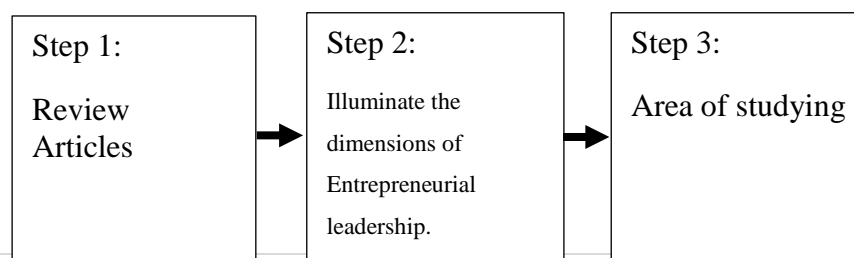 Step 1:
Review
Articles
Step 2:
Illuminate the
dimensions of
Entrepreneurial
leadership.
Step 3:
Area of studying